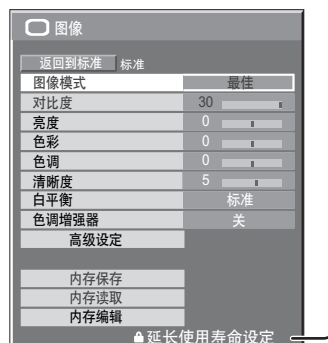 图像
返回到标准 标准
图像模式 最佳
对比度 30
亮度 0
色彩 0
色调 0
清晰度 5
白平衡 标准
色调增强器 关
高级设定
内存保存
内存读取
内存编辑
延长使用寿命设定